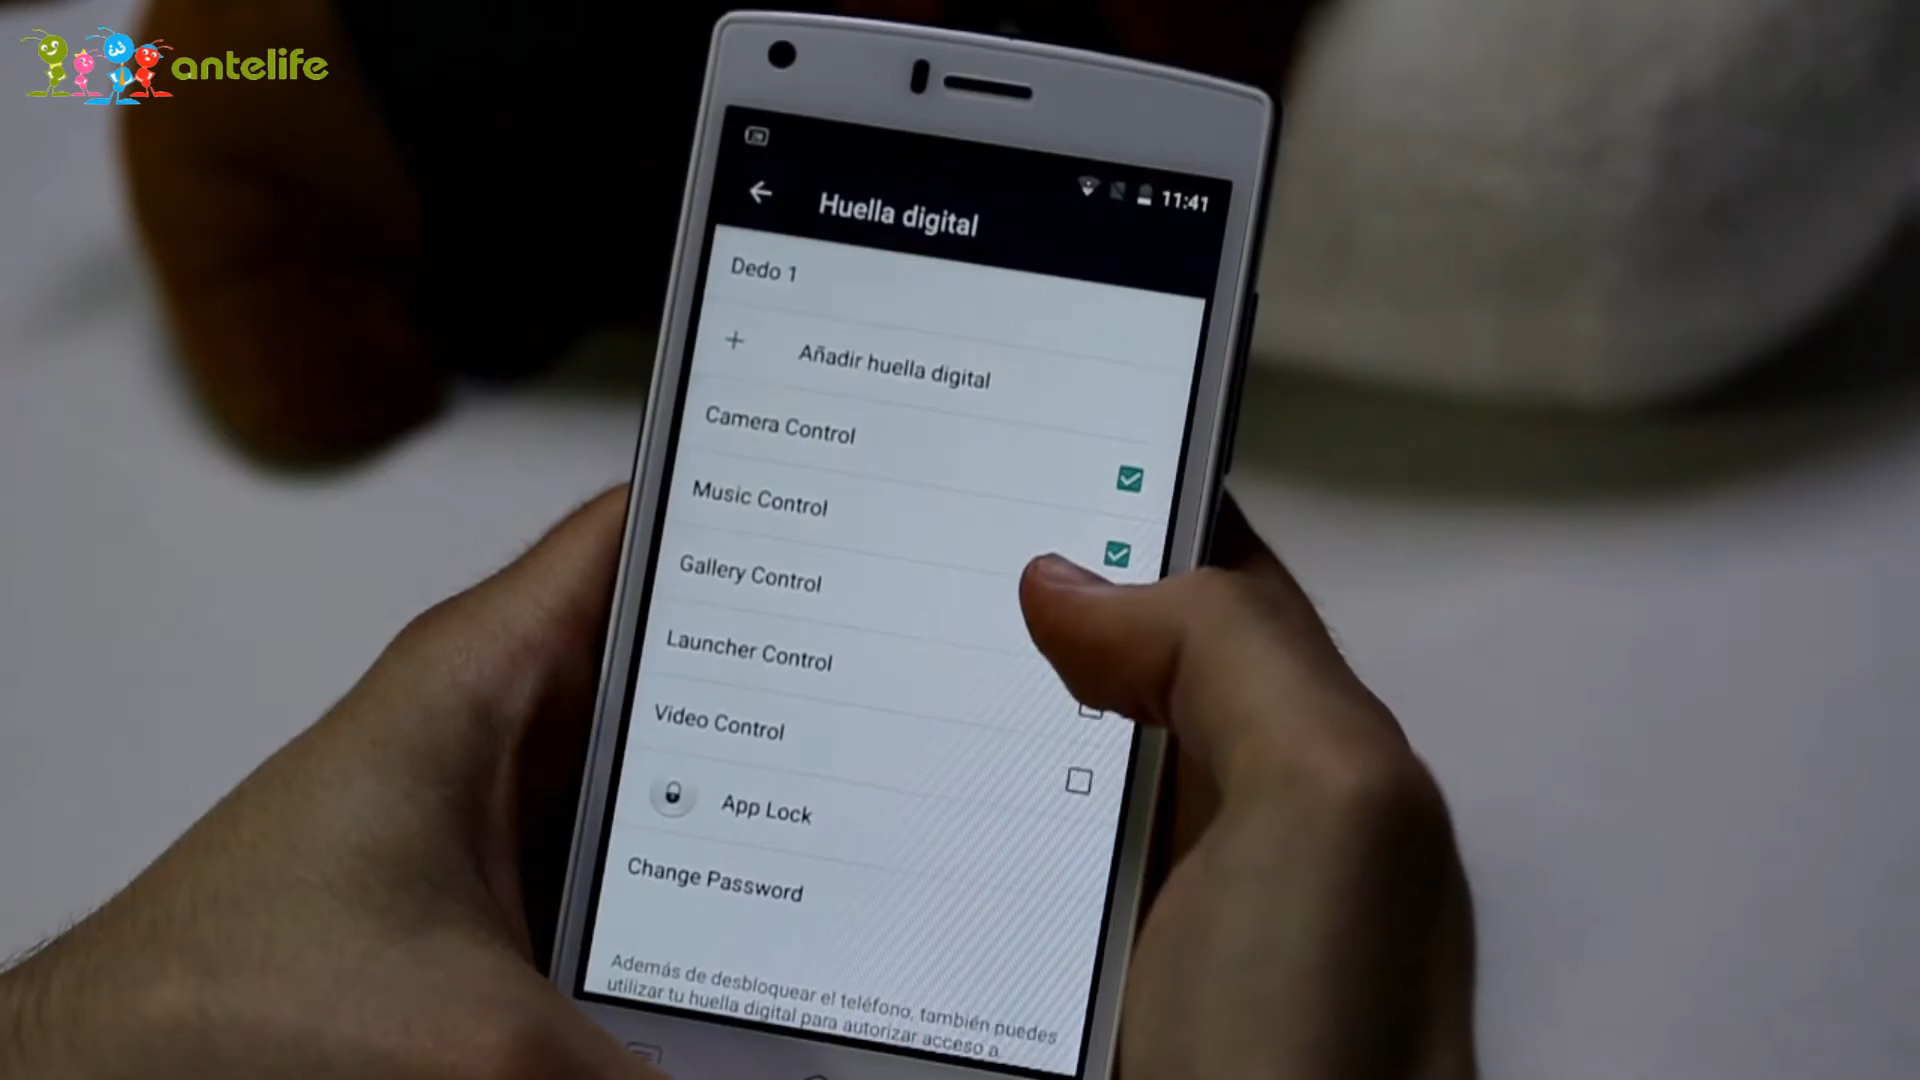 antelife
11:41
Huella digital
Dedo 1
+ Añadir huella digital
Camera Control
Music Control
Gallery Control
Launcher Control
Video Control
App Lock
Change Password
Además de desbloquear el teléfono, también puedes
utilizar tu huella digital para autorizar acceso a